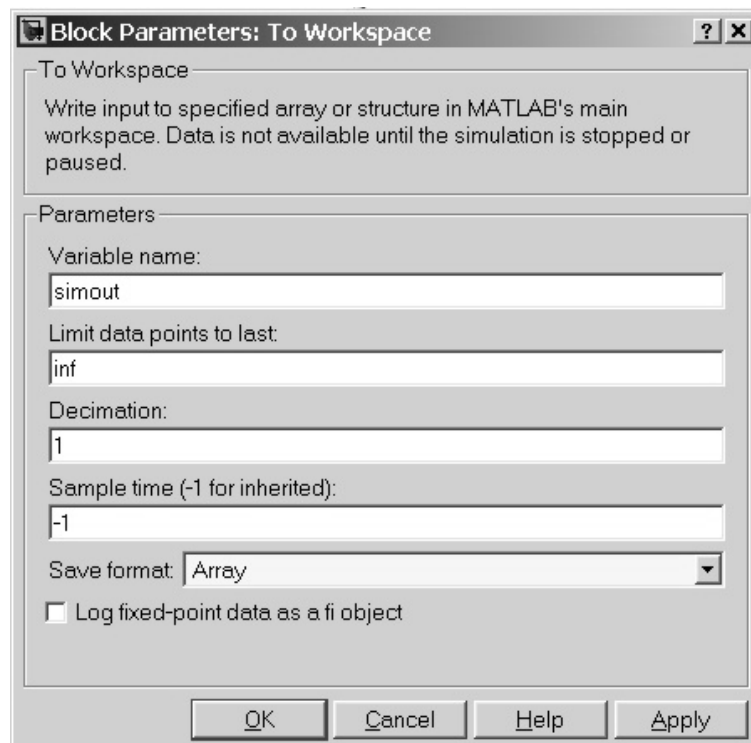 Block Parameters: To Workspace
To Workspace
Write input to specified array or structure in MATLAB's main
workspace. Data is not available until the simulation is stopped or
paused.
Parameters
Variable name:
simout
Limit data points to last:
inf
Decimation:
1
Sample time (-1 for inherited):
-1
Save format: Array
Log fixed-point data as a fi object
OK Cancel Help Apply